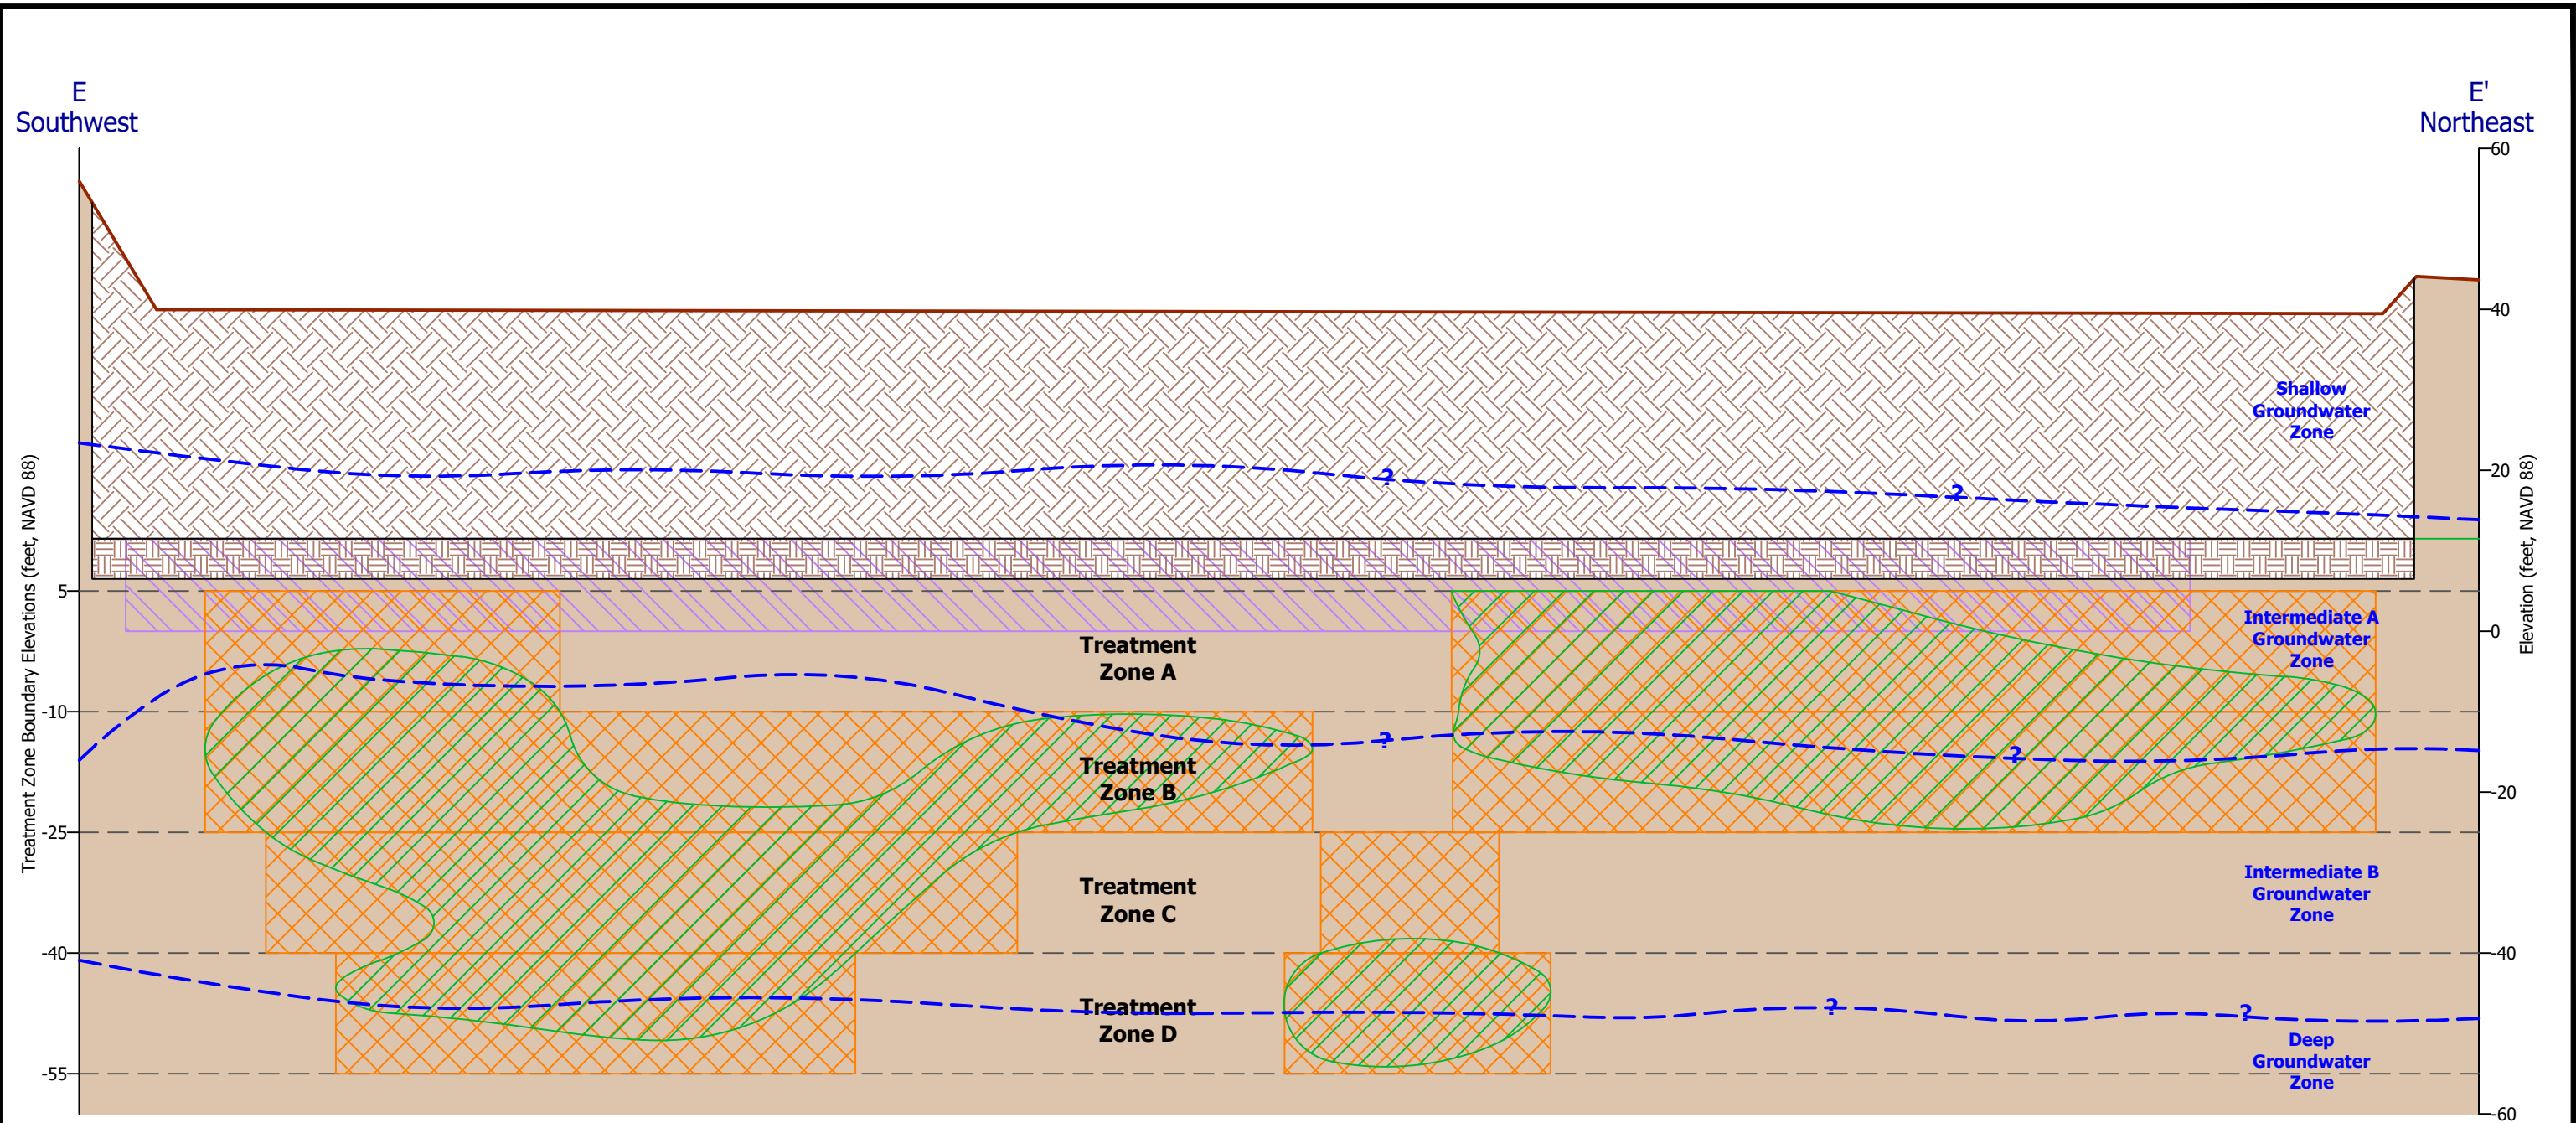 E
Southwest
E'
Northeast
60
40
20
0
-20
-40
-60
Elevation (feet, NAVD 88)
Treatment Zone Boundary Elevations (feet, NAVD 88)
5
-10
-25
-40
-55
Shallow
Groundwater
Zone
?
?
Intermediate A
Groundwater
Zone
Treatment
Zone A
?
?
Treatment
Zone B
Intermediate B
Groundwater
Zone
Treatment
Zone C
Treatment
Zone D
?
?
Deep
Groundwater
Zone